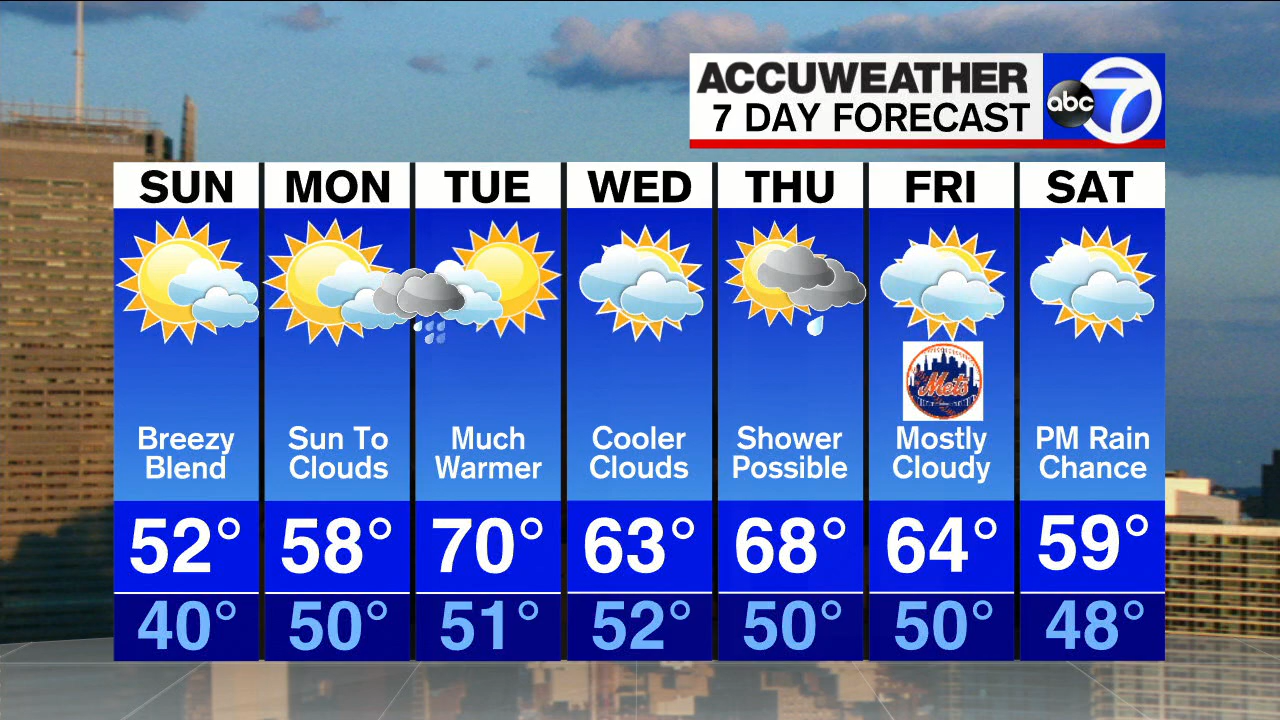 ACCUWEATHER
7 DAY FORECAST
abc 7
SUN MON TUE WED THU FRI SAT
Mets
Breezy Blend
Sun To Clouds
Much Warmer
Cooler Clouds
Shower Possible
Mostly Cloudy
PM Rain Chance
52° 58° 70° 63° 68° 64° 59°
40° 50° 51° 52° 50° 50° 48°